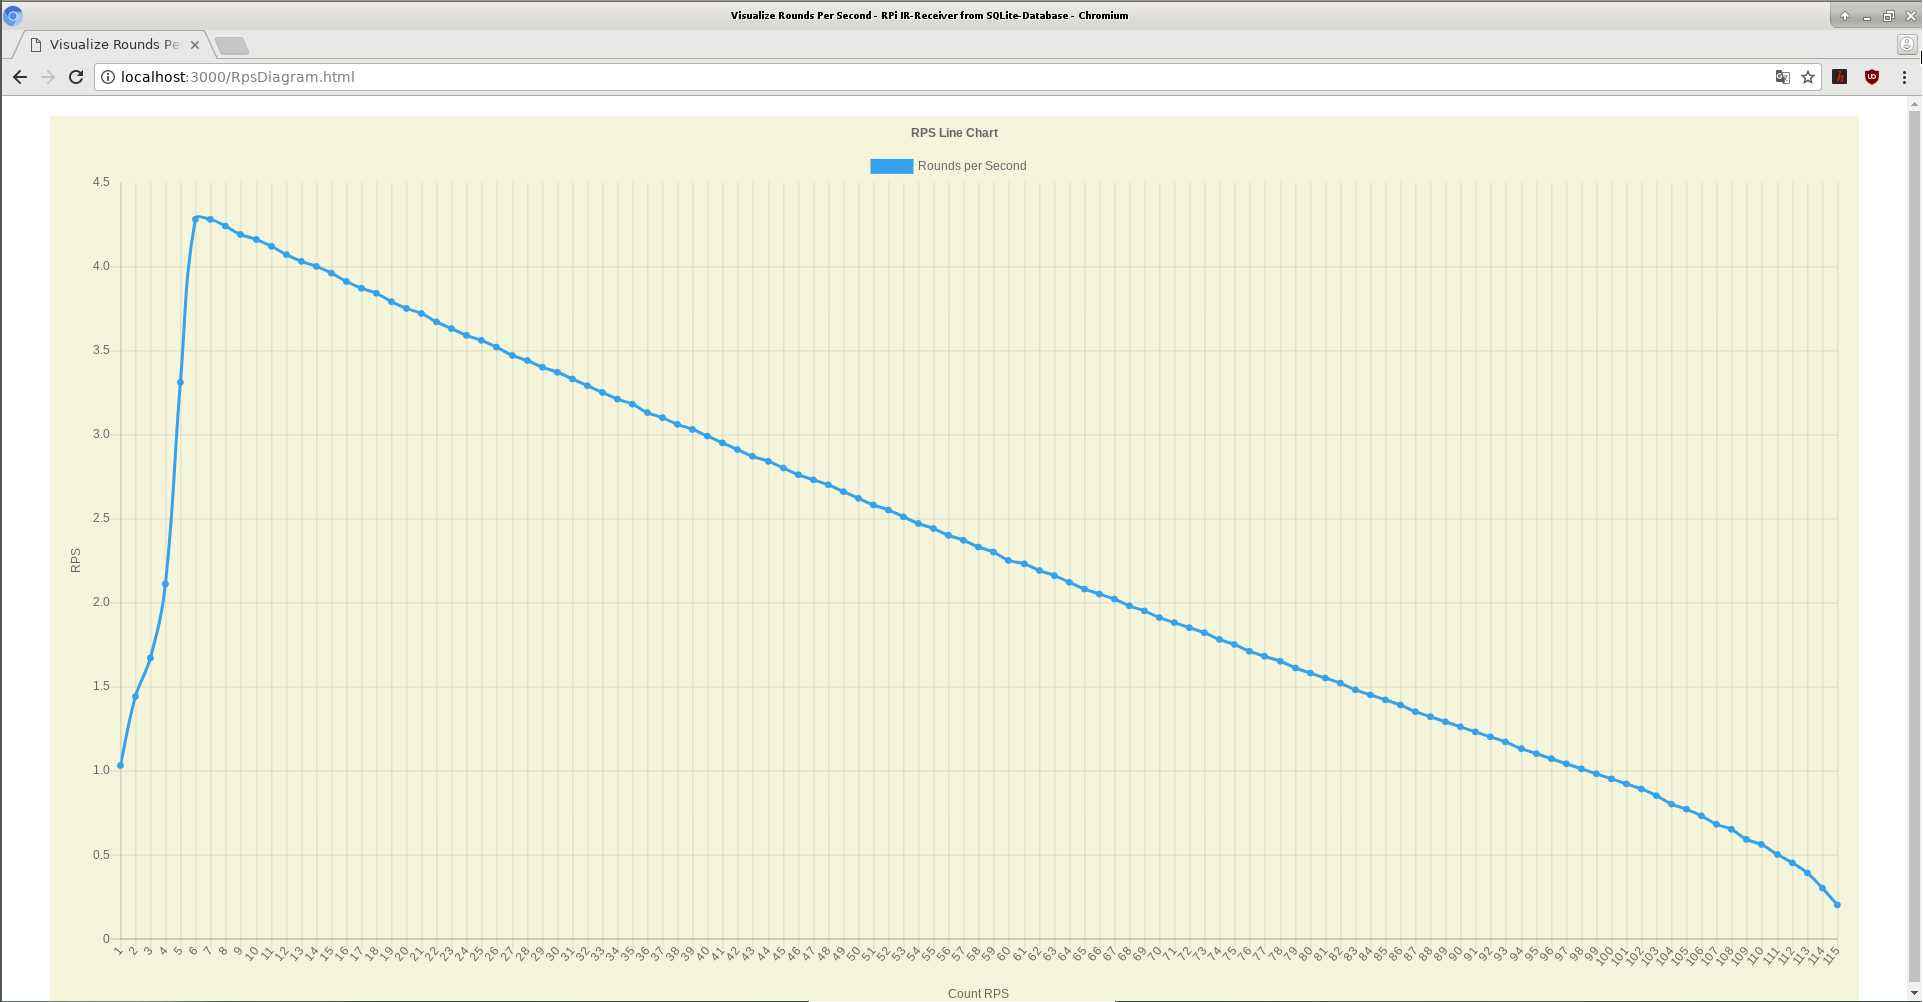 Visualize Rounds Per Second - RPi IR-Receiver from SQLite-Database - Chromium
Visualize Rounds Pe
localhost:3000/RpsDiagram.html
RPS Line Chart
Rounds per Second
4.5
4.0
3.5
3.0
2.5
RPS
2.0
1.5
1.0
0.5
0
1 2 3 4 5 6 7 8 9 10 11 12 13 14 15 16 17 18 19 20 21 22 23 24 25 26 27 28 29 30 31 32 33 34 35 36 37 38 39 40 41 42 43 44 45 46 47 48 49 50 51 52 53 54 55 56 57 58 59 60 61 62 63 64 65 66 67 68 69 70 71 72 73 74 75 76 77 78 79 80 81 82 83 84 85 86 87 88 89 90 91 92 93 94 95 96 97 98 99 100 101 102 103 104 105 106 107 108 109 110 111 112 113 114 115
Count RPS